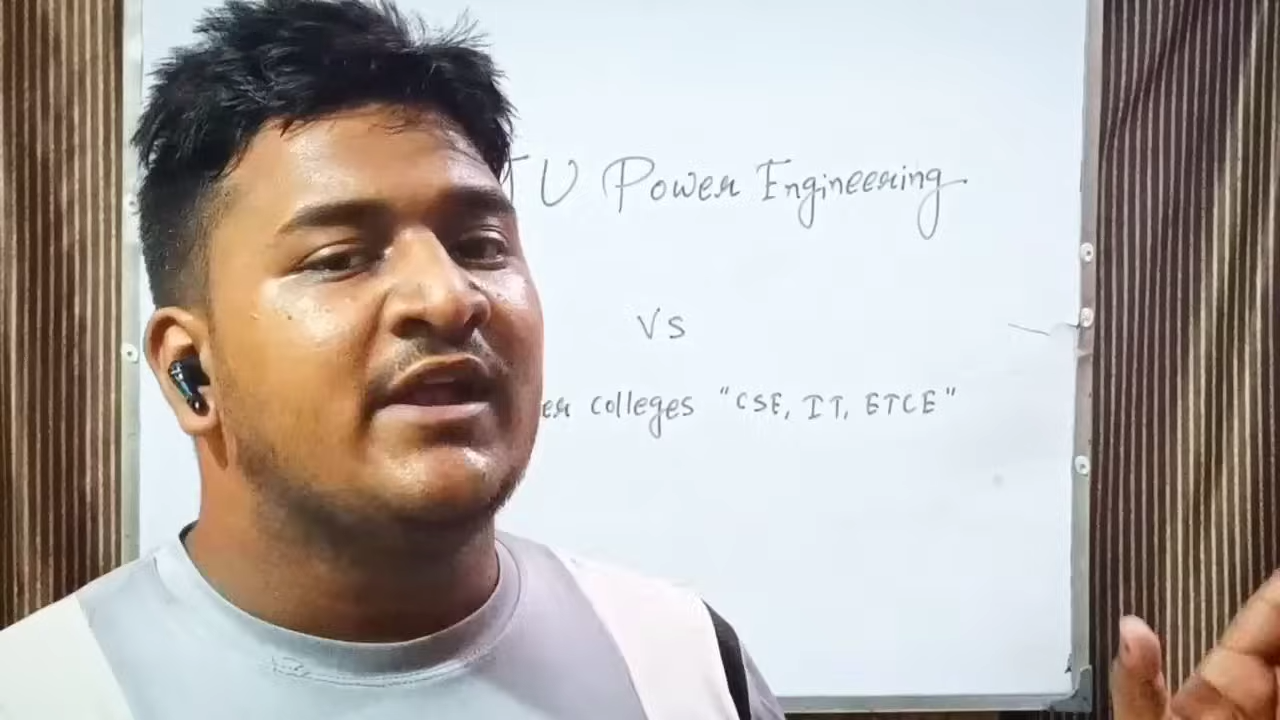 U Power Engineering
VS
colleges "CSE, IT, ETCE"